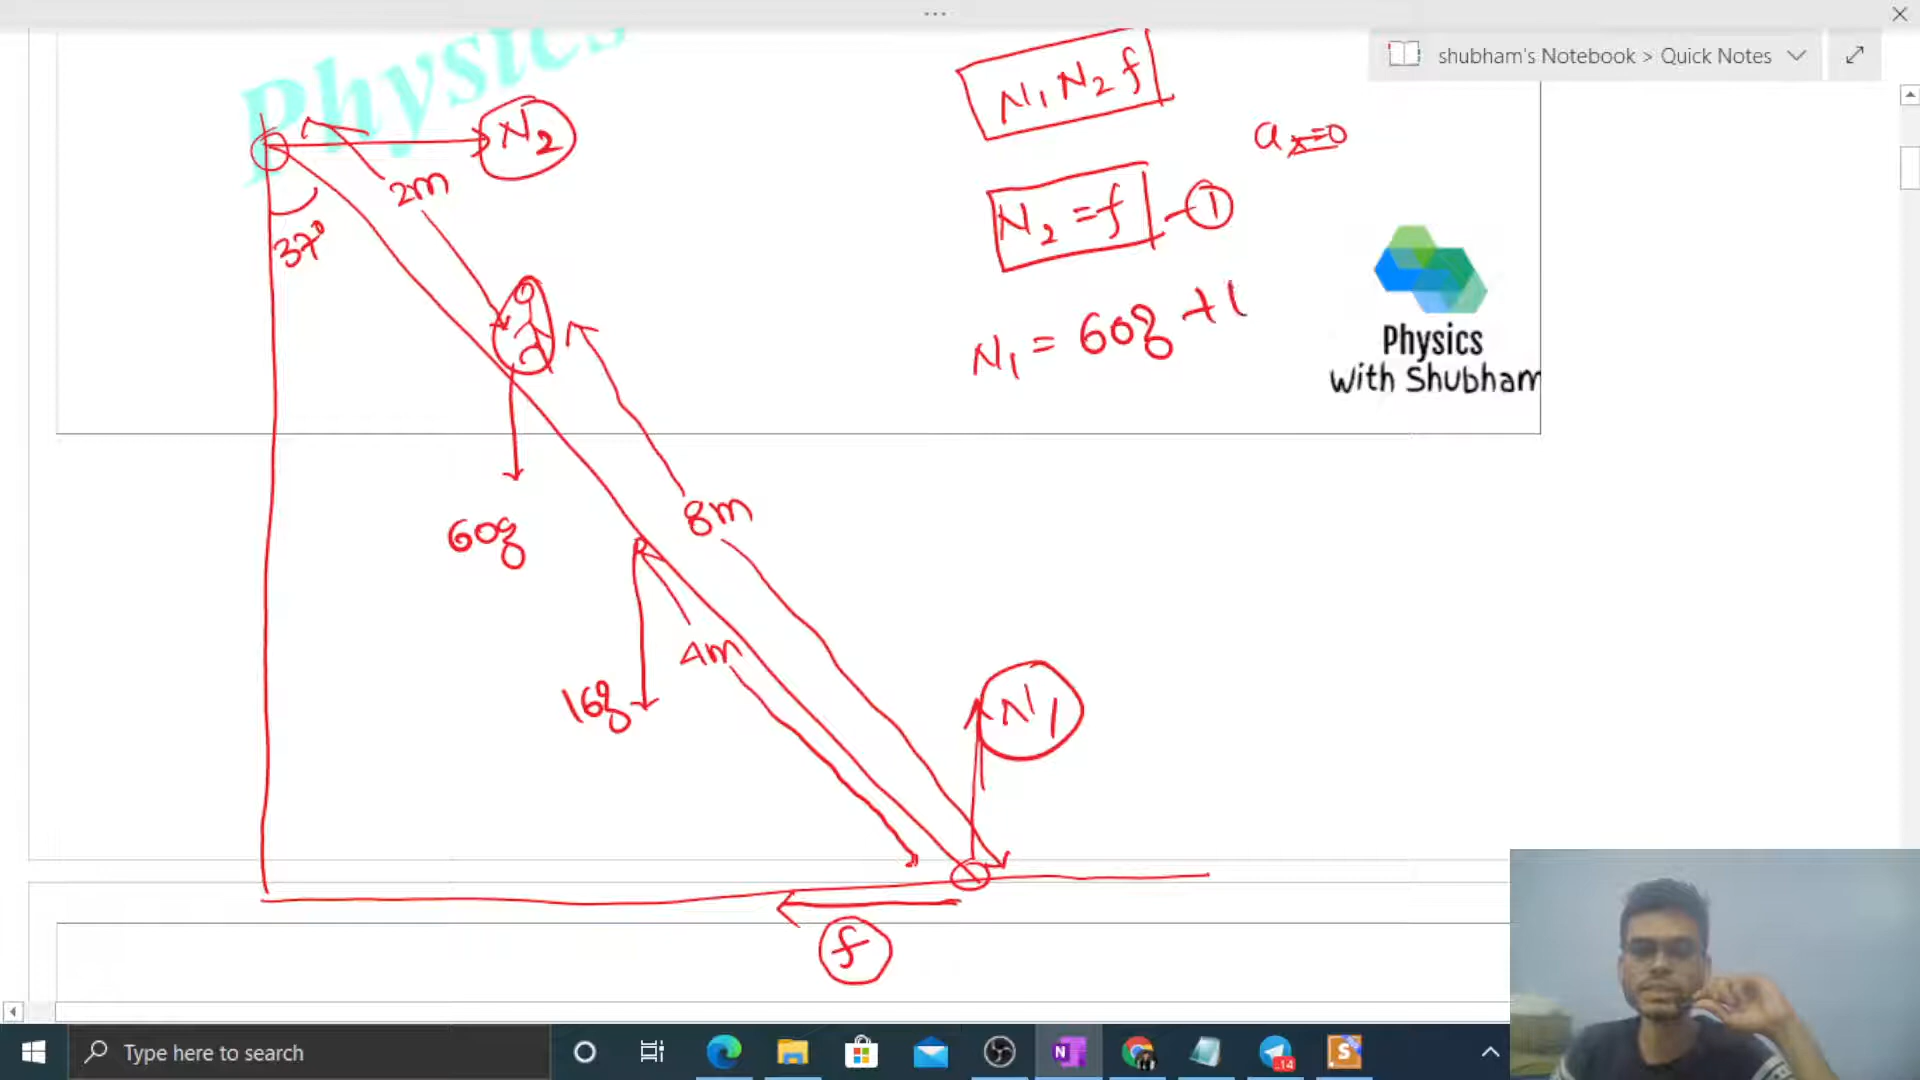 shubham's Notebook > Quick Notes
Physics
N₁ N₂ f
N₂
aₓ=0
2m
N₂ = f - ①
37°
N₁ = 60g + 1
Physics
With Shubham
8m
60g
4m
16g
N₁
f
Type here to search
N
14
S